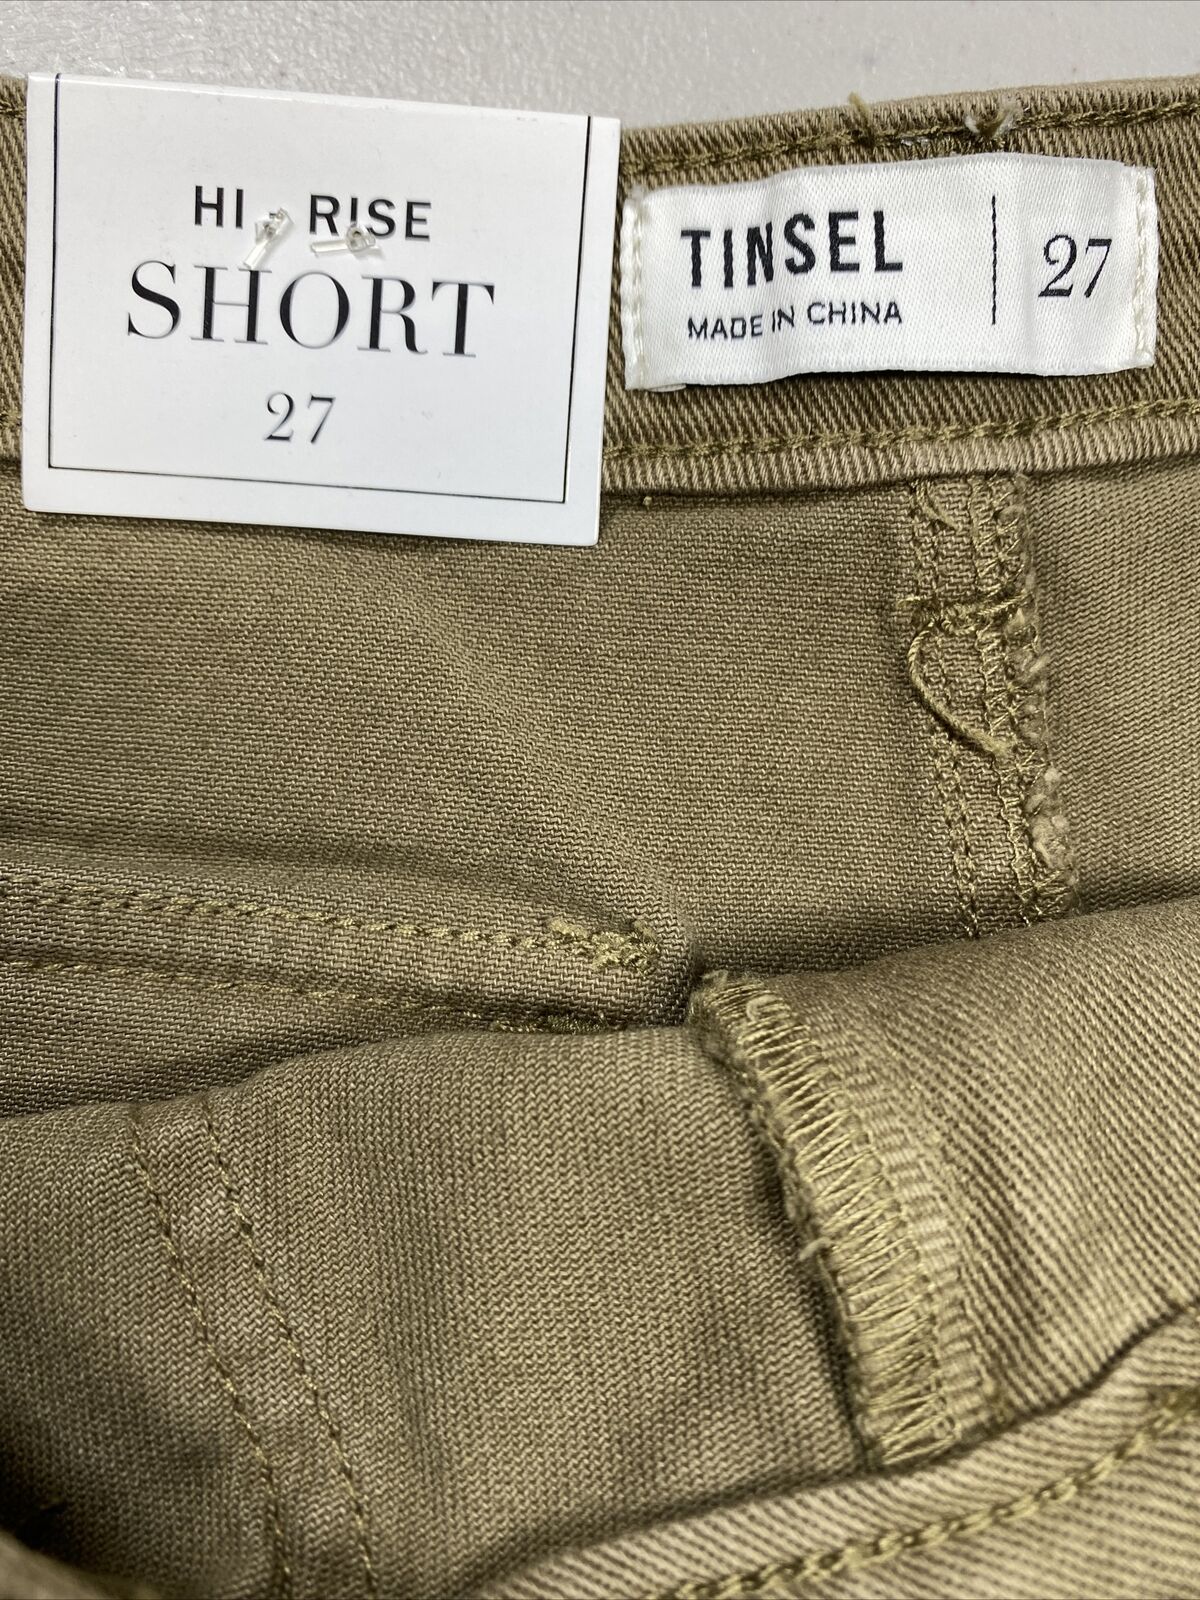 HI - RISE
SHORT
27
TINSEL
MADE IN CHINA
27